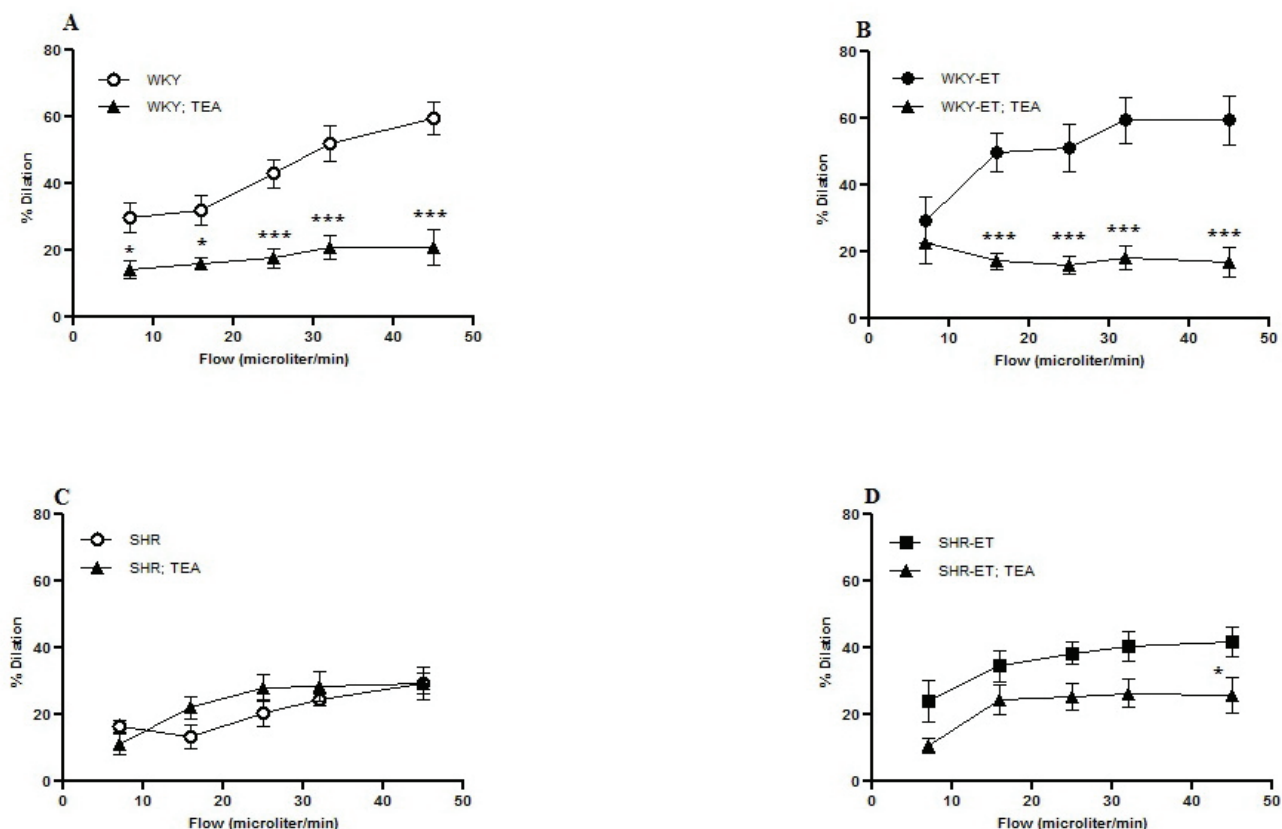 A
80
60
40
20
0
% Dilation
WKY
WKY; TEA
*
*
***
***
***
0
10
20
30
40
50
Flow (microliter/min)
B
80
60
40
20
0
% Dilation
WKY-ET
WKY-ET; TEA
***
***
***
***
0
10
20
30
40
50
Flow (microliter/min)
C
80
60
40
20
0
% Dilation
SHR
SHR; TEA
0
10
20
30
40
50
Flow (microliter/min)
D
80
60
40
20
0
% Dilation
SHR-ET
SHR-ET; TEA
*
0
10
20
30
40
50
Flow (microliter/min)